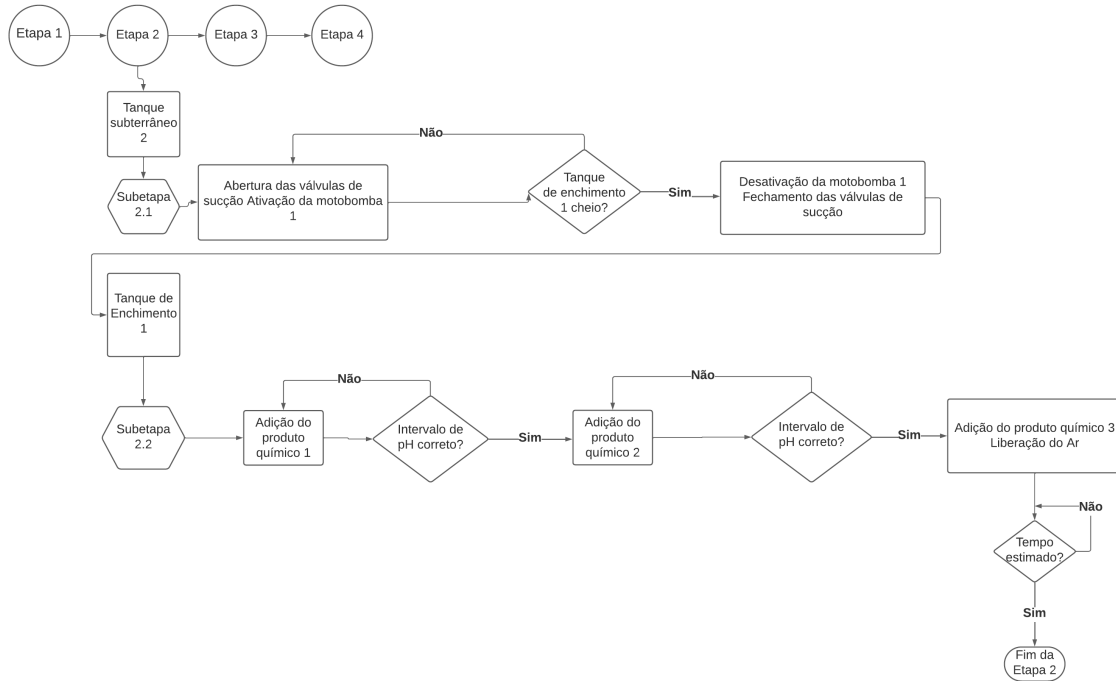 Etapa 1
Etapa 2
Etapa 3
Etapa 4
Tanque
subterrâneo
2
Subetapa
2.1
Abertura das válvulas de
sucção Ativação da motobomba
1
Não
Tanque
de enchimento
1 cheio?
Sim
Desativação da motobomba 1
Fechamento das válvulas de
sucção
Tanque de
Enchimento
1
Subetapa
2.2
Adição do
produto
químico 1
Não
Intervalo de
pH correto?
Sim
Adição do
produto
químico 2
Não
Intervalo de
pH correto?
Sim
Adição do produto químico 3
Liberação do Ar
Não
Tempo
estimado?
Sim
Fim da
Etapa 2